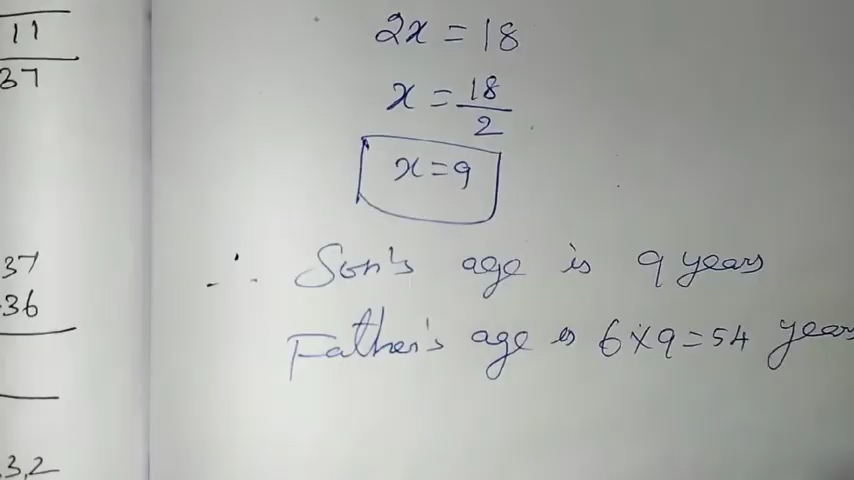 11
37
37
36
3,2
2x = 18
x = 18/2
x = 9
∴ Son's age is 9 years
Father's age is 6×9=54 years